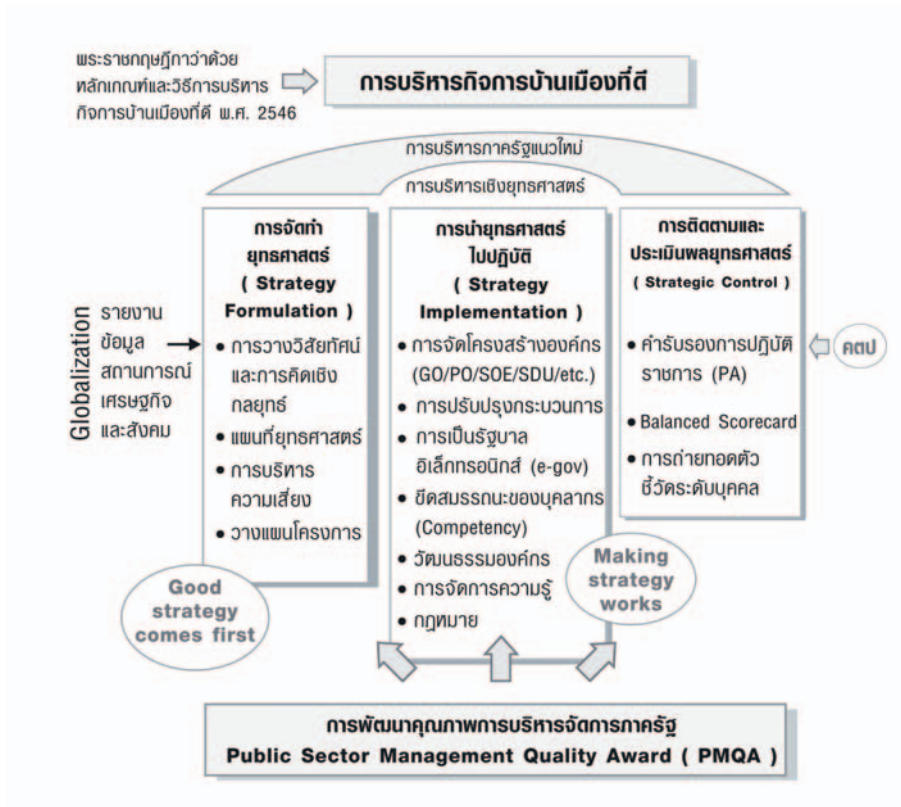 พระราชกฤษฎีกาว่าด้วย
หลักเกณฑ์และวิธีการบริหาร
กิจการบ้านเมืองที่ดี พ.ศ. 2546
การบริหารกิจการบ้านเมืองที่ดี
การบริหารภาครัฐแนวใหม่
การบริหารเชิงยุทธศาสตร์
Globalization
รายงาน
ข้อมูล
สถานการณ์
เศรษฐกิจ
และสังคม
การจัดทำ
ยุทธศาสตร์
( Strategy
Formulation )
• การวางวิสัยทัศน์
และการคิดเชิง
กลยุทธ์
• แผนที่ยุทธศาสตร์
• การบริหาร
ความเสี่ยง
• วางแผนโครงการ
Good
strategy
comes first
การนำยุทธศาสตร์
ไปปฏิบัติ
( Strategy
Implementation )
• การจัดโครงสร้างองค์กร
(GO/PO/SOE/SDU/etc.)
• การปรับปรุงกระบวนการ
• การเป็นรัฐบาล
อิเล็กทรอนิกส์ (e-gov)
• ขีดสมรรถนะของบุคลากร
(Competency)
• วัฒนธรรมองค์กร
• การจัดการความรู้
• กฎหมาย
Making
strategy
works
การติดตามและ
ประเมินผลยุทธศาสตร์
( Strategic Control )
• คำรับรองการปฏิบัติ
ราชการ (PA)
• Balanced Scorecard
• การถ่ายทอดตัว
ชี้วัดระดับบุคคล
คตป
การพัฒนาคุณภาพการบริหารจัดการภาครัฐ
Public Sector Management Quality Award ( PMQA )